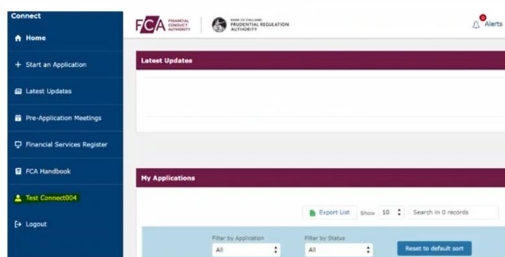 Connect
Home
+ Start an Application
Latest Updates
Pre-Application Meetings
Financial Services Register
FCA Handbook
Test Connect004
Logout
FCA FINANCIAL CONDUCT AUTHORITY
BANK OF ENGLAND
PRUDENTIAL REGULATION
AUTHORITY
Alerts
Latest Updates
My Applications
Export List Show 10 Search in 0 records
Filter by Application Filter by Status
All All Reset to default sort